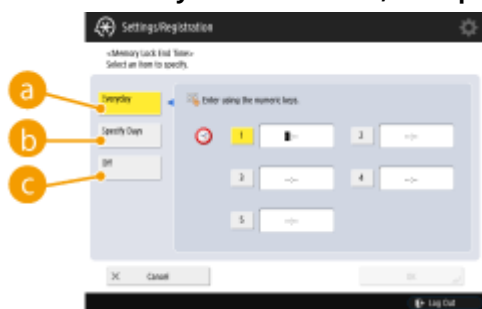 Settings/Registration
<Memory Lock End Time>
Select an item to specify.
a
Everyday
Enter using the numeric keys.
b
Specify Days
1
--
2
--:--
c
Off
3
--:--
4
--:--
5
--:--
Cancel
OK
Log Out